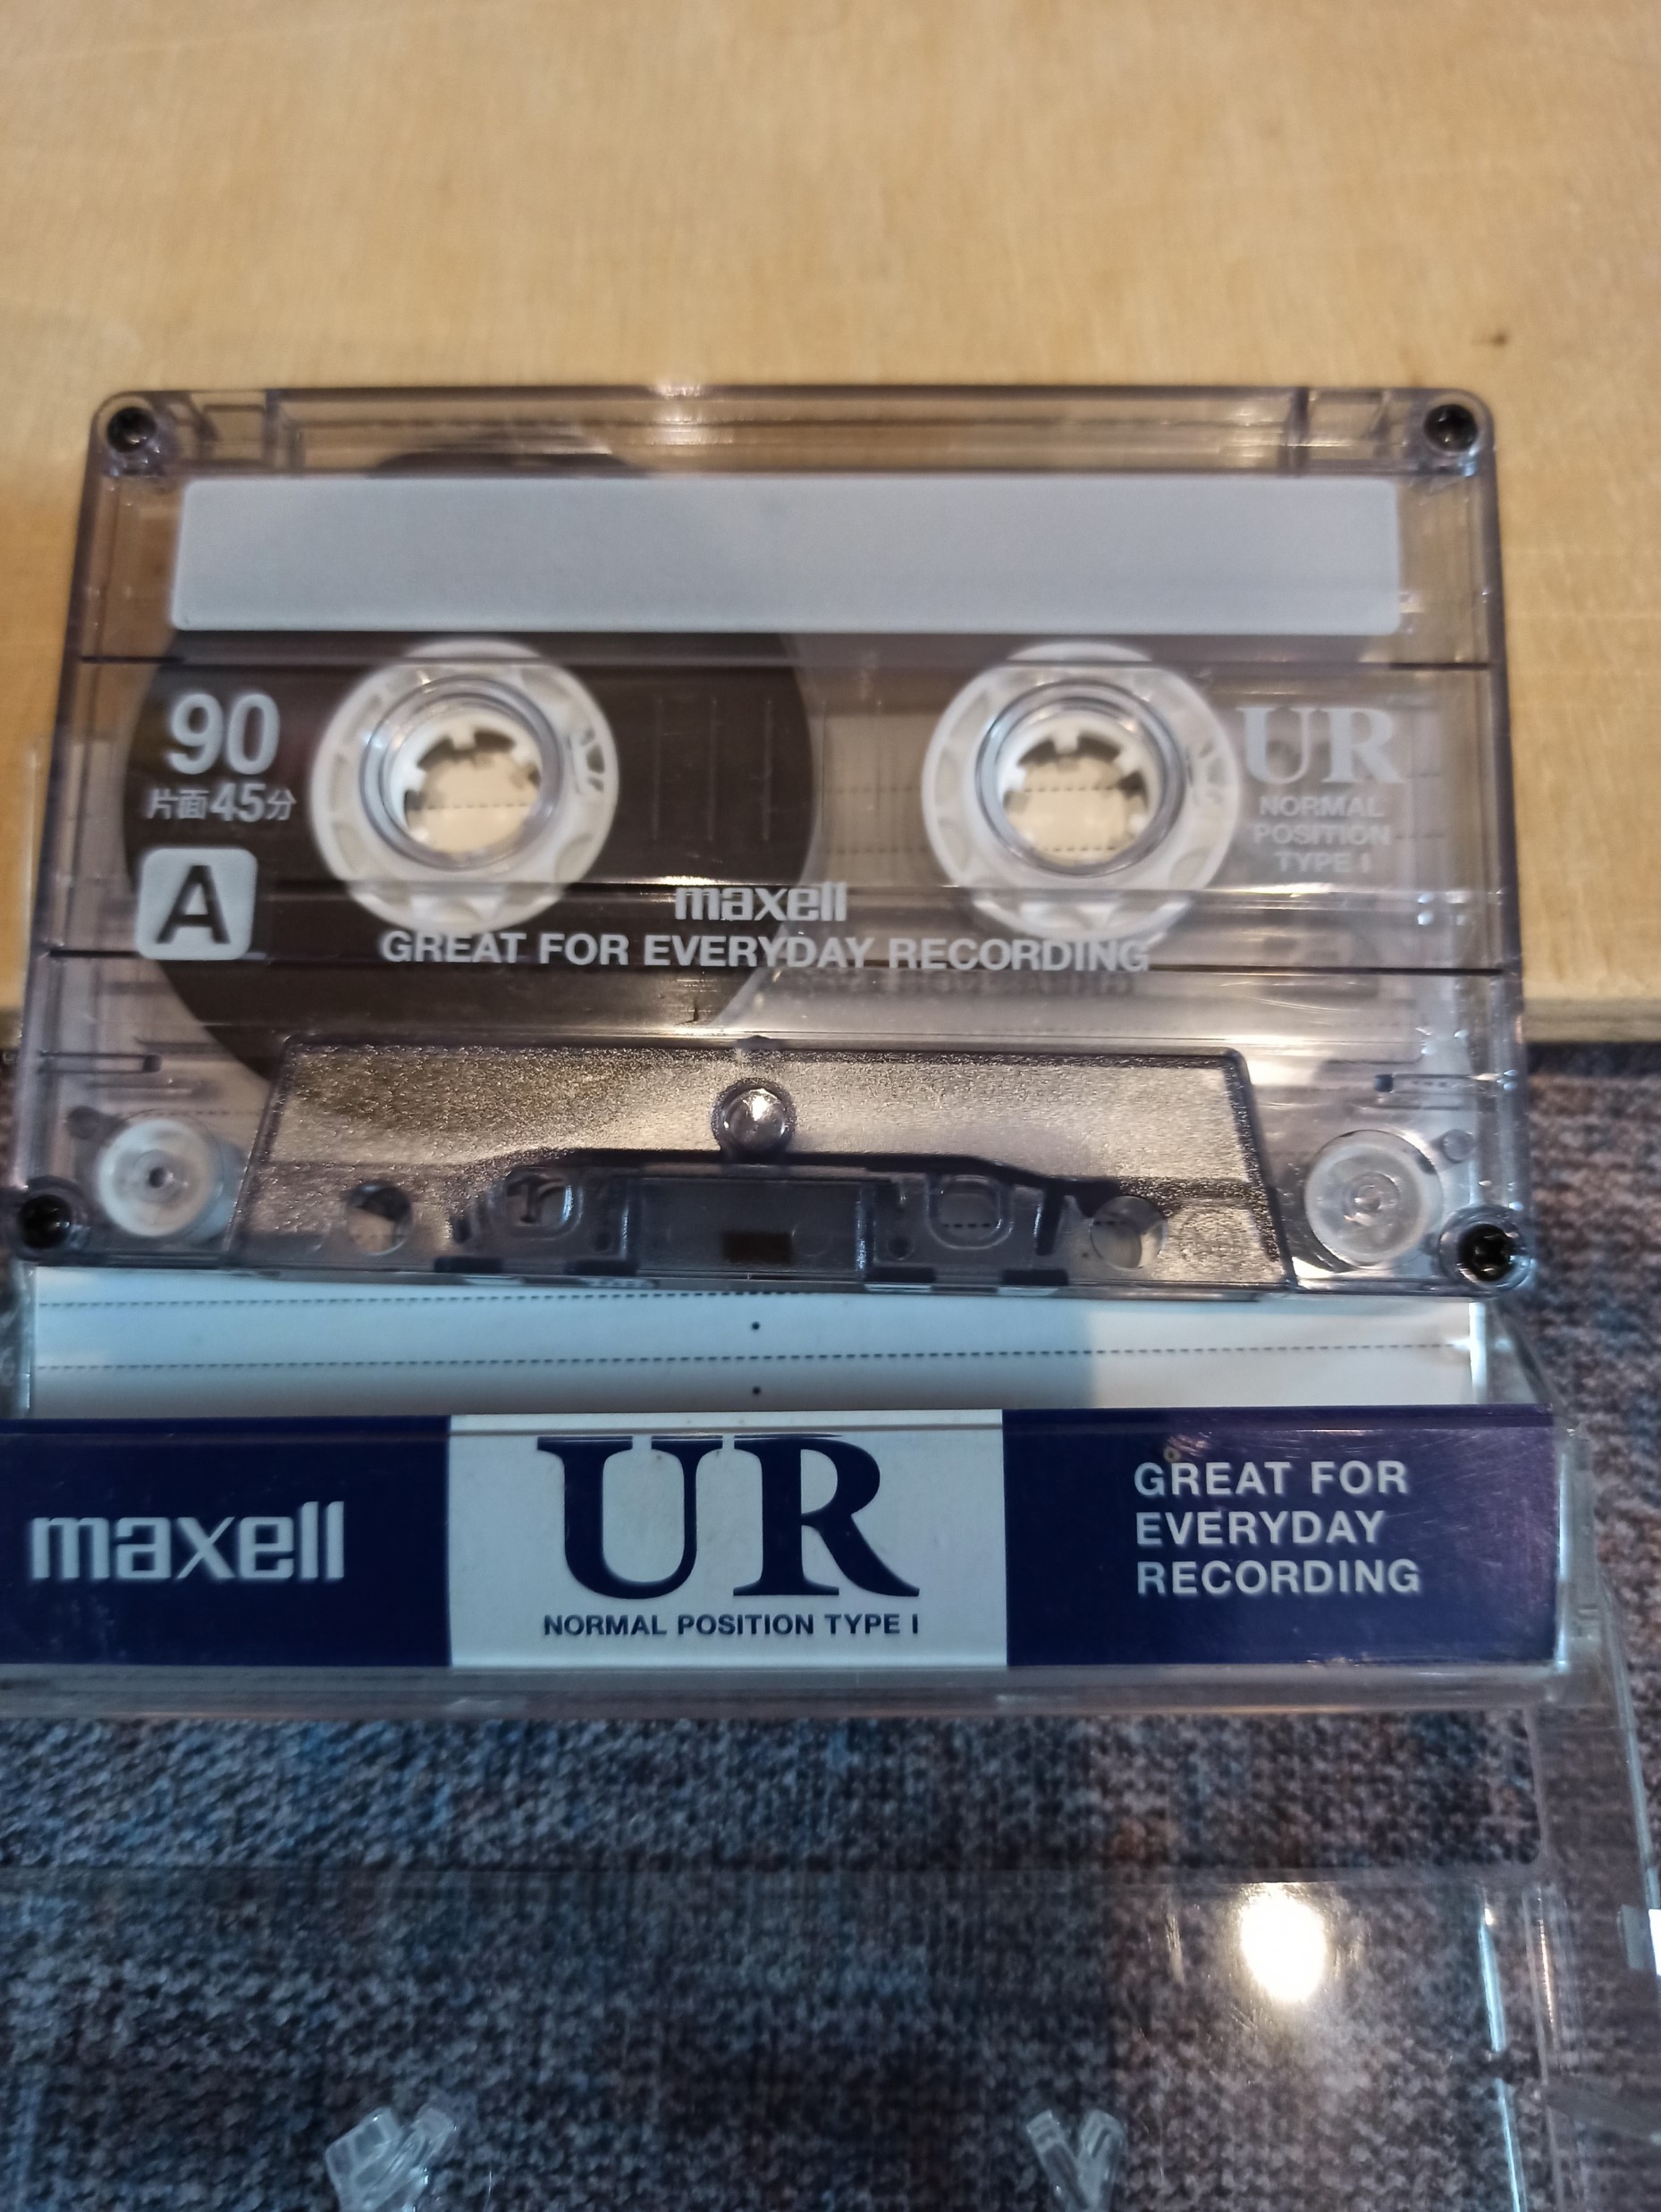 90
片面45分
A
UR
NORMAL
POSITION
TYPE I
maxell
GREAT FOR EVERYDAY RECORDING
maxell
UR
NORMAL POSITION TYPE I
GREAT FOR
EVERYDAY
RECORDING